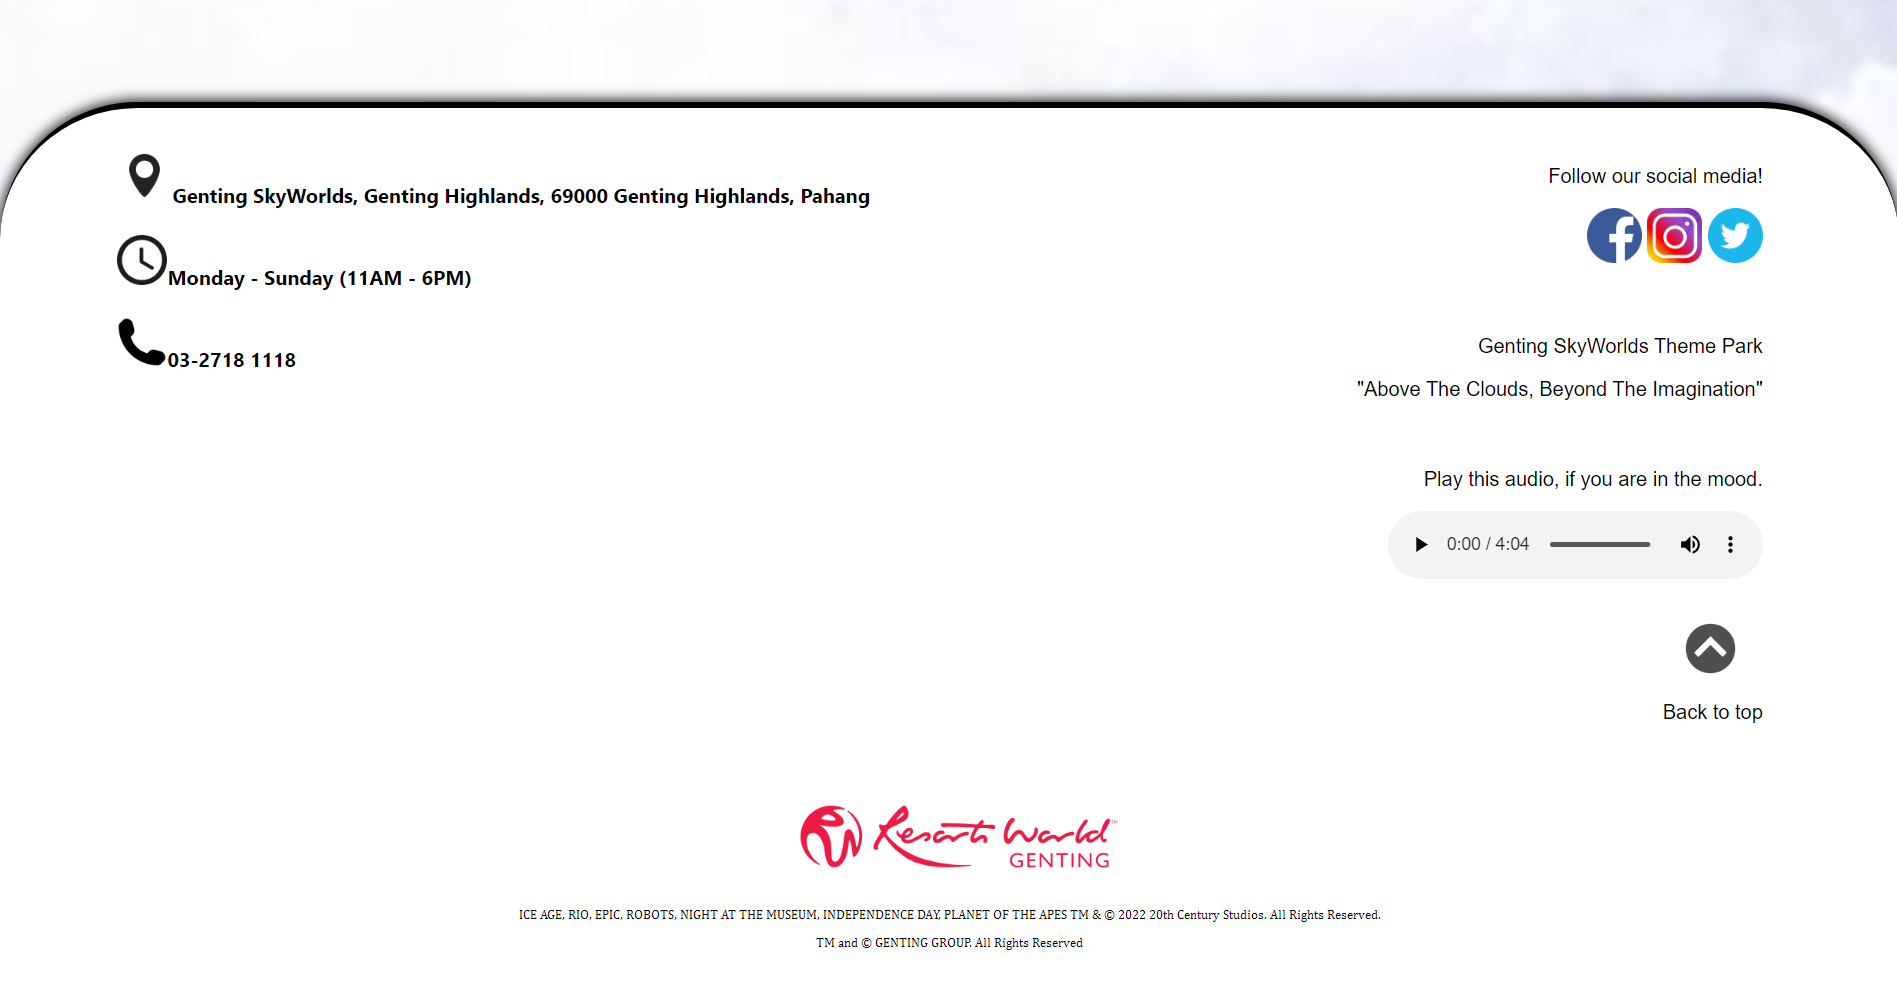 Genting SkyWorlds, Genting Highlands, 69000 Genting Highlands, Pahang
Monday - Sunday (11AM - 6PM)
03-2718 1118
Follow our social media!
Genting SkyWorlds Theme Park
"Above The Clouds, Beyond The Imagination"
Play this audio, if you are in the mood.
0:00 / 4:04
Back to top
RW Resorts World™
GENTING
ICE AGE, RIO, EPIC, ROBOTS, NIGHT AT THE MUSEUM, INDEPENDENCE DAY, PLANET OF THE APES TM & © 2022 20th Century Studios. All Rights Reserved.
TM and © GENTING GROUP. All Rights Reserved